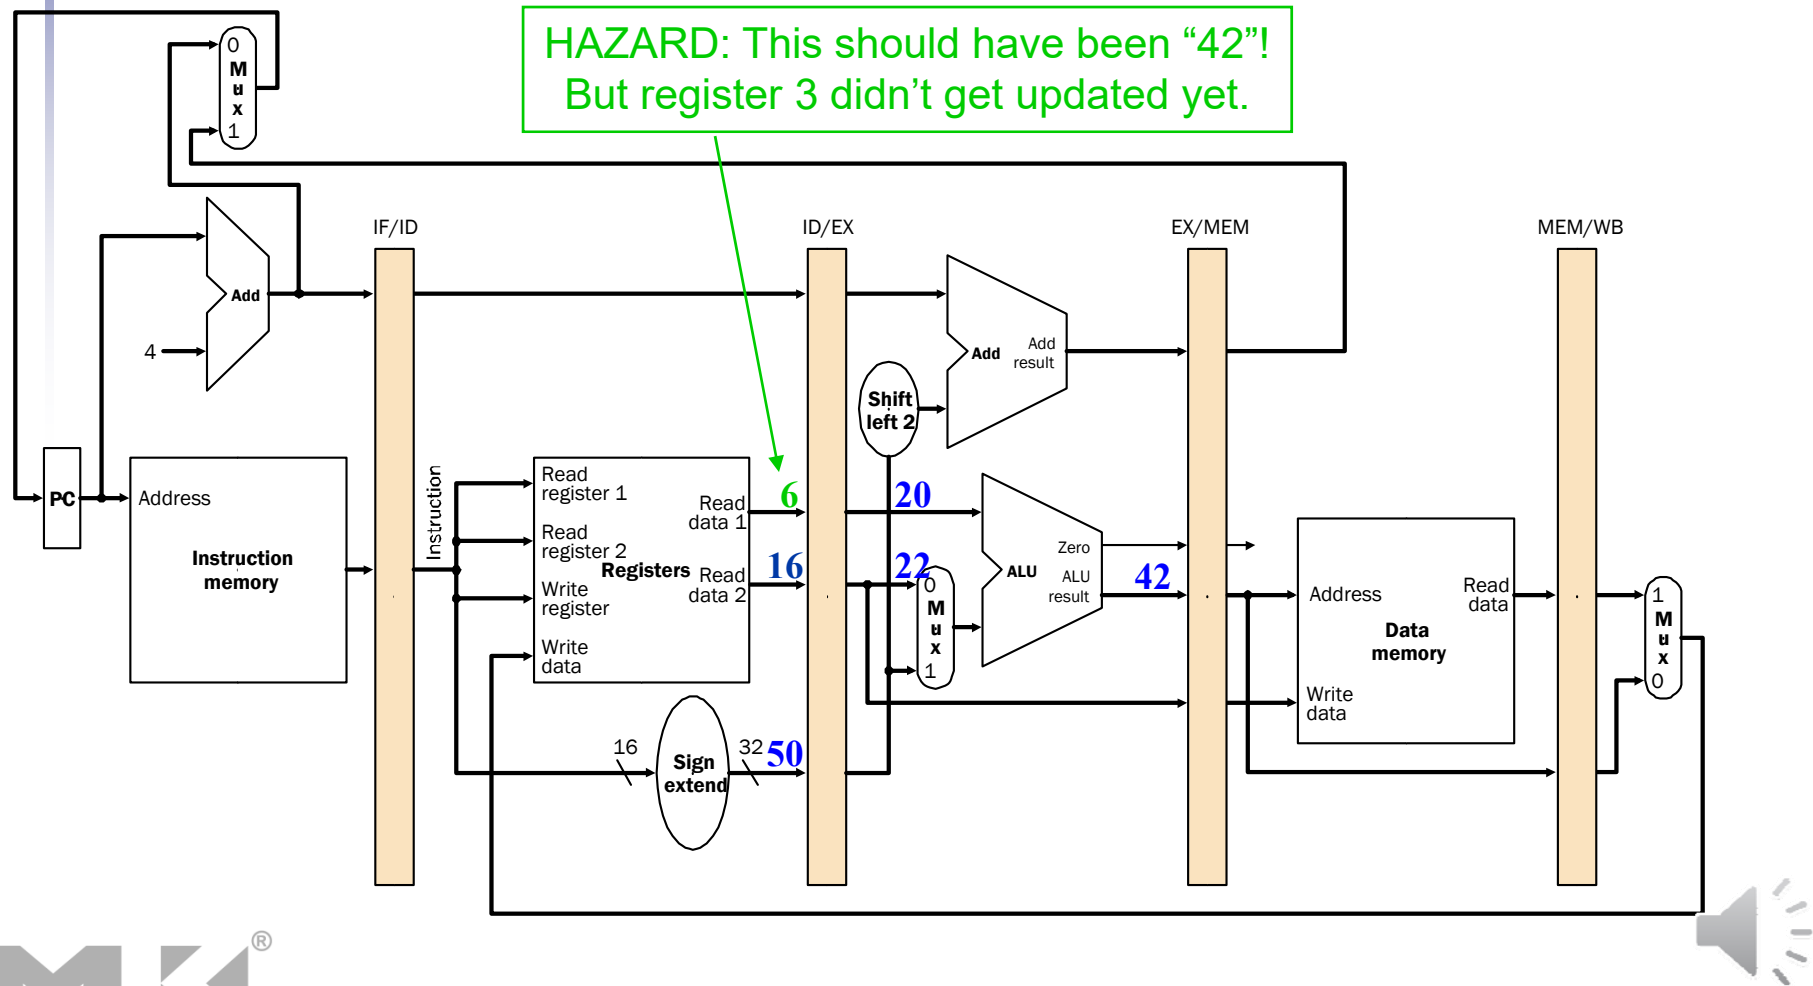 HAZARD: This should have been “42”!
But register 3 didn’t get updated yet.
0
M
u
x
1
IF/ID
ID/EX
EX/MEM
MEM/WB
Add
4
Add
Add
result
Shift
left 2
PC
Address
Instruction
memory
Instruction
Read
register 1
Read
register 2
Write
register
Write
data
Registers
Read
data 1
Read
data 2
6
16
20
22
0
M
u
x
1
ALU
Zero
ALU
result
42
Address
Read
data
Data
memory
Write
data
1
M
u
x
0
16
Sign
extend
32
50
®